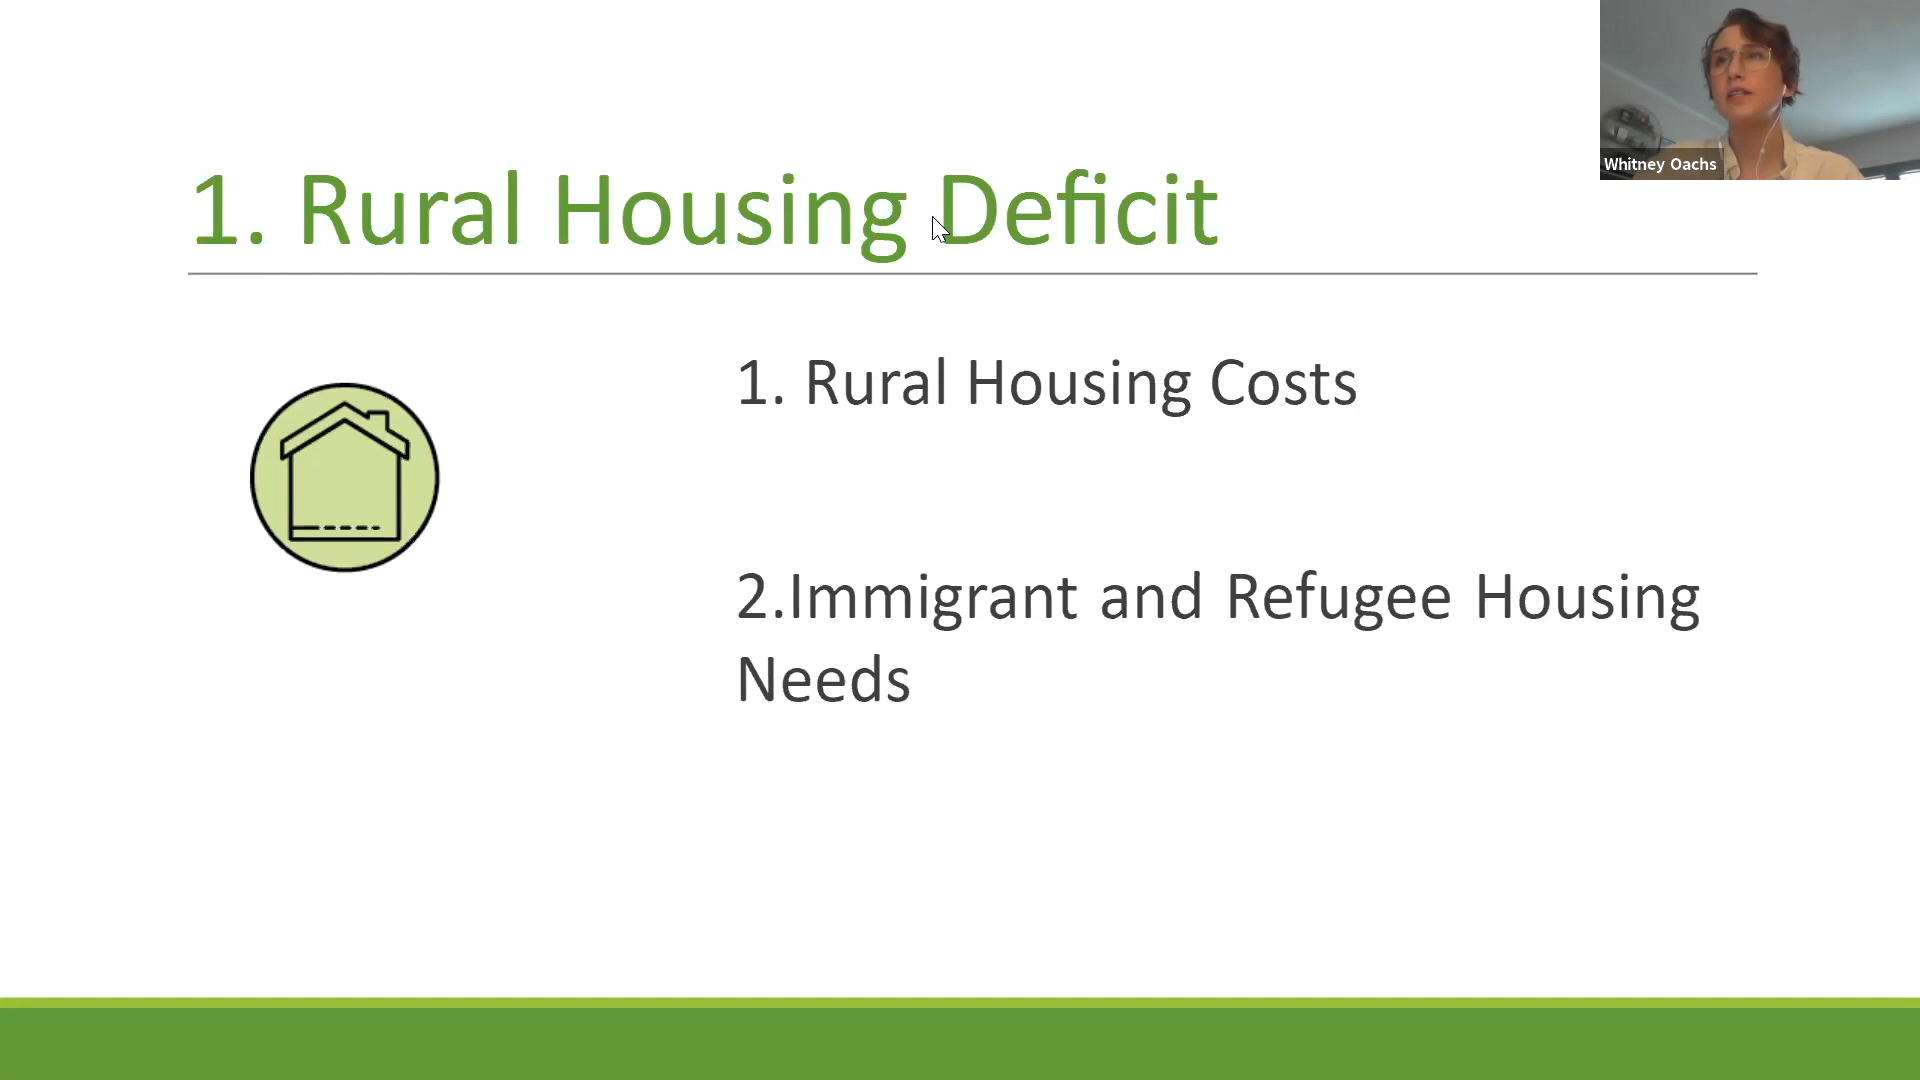 Whitney Oachs
1. Rural Housing Deficit
1. Rural Housing Costs
2.Immigrant and Refugee Housing
Needs